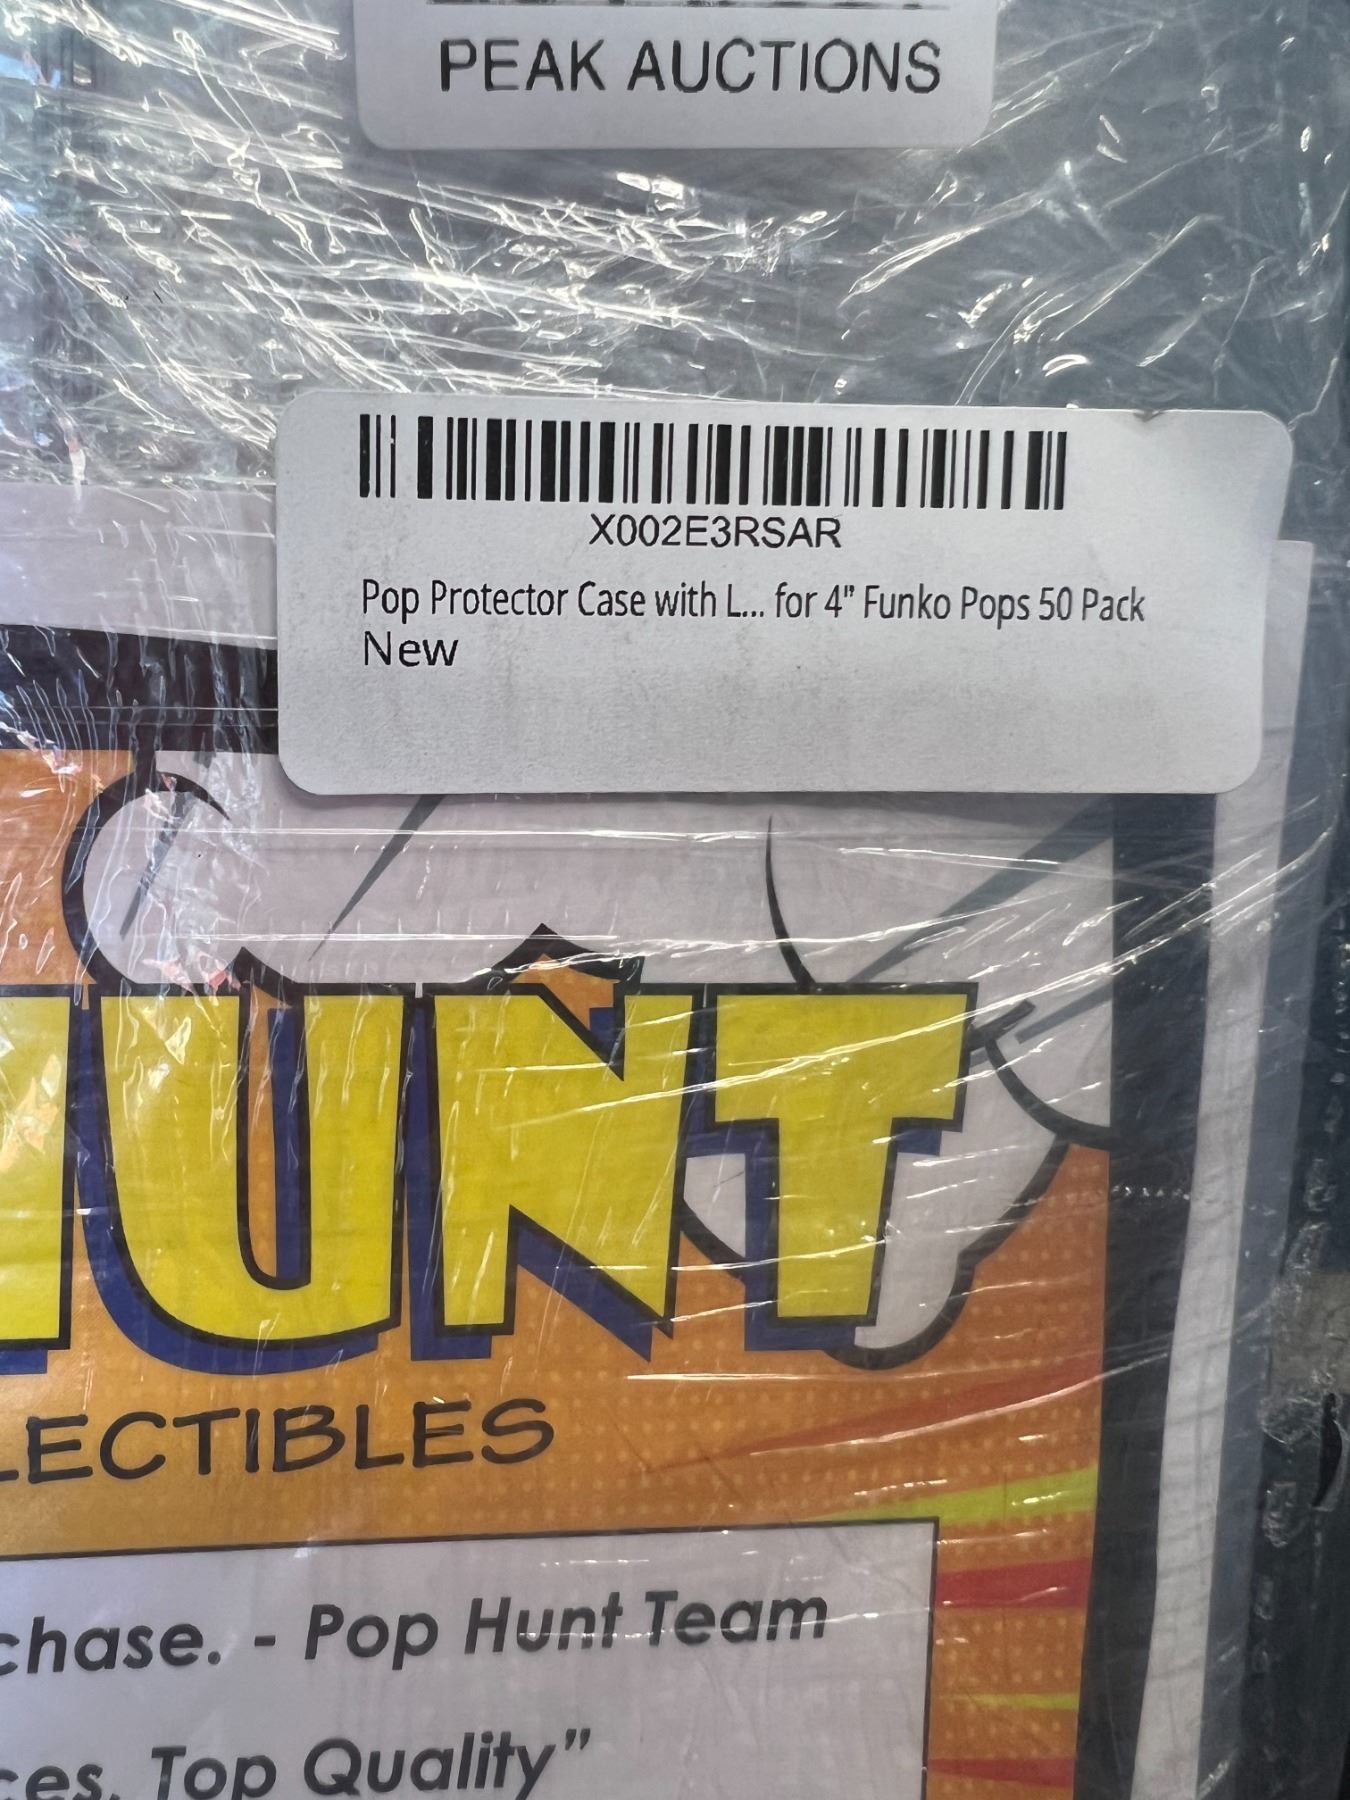 PEAK AUCTIONS
X002E3RSAR
Pop Protector Case with L... for 4" Funko Pops 50 Pack
New
HUNT
LECTIBLES
chase. - Pop Hunt Team
ces. Top Quality”